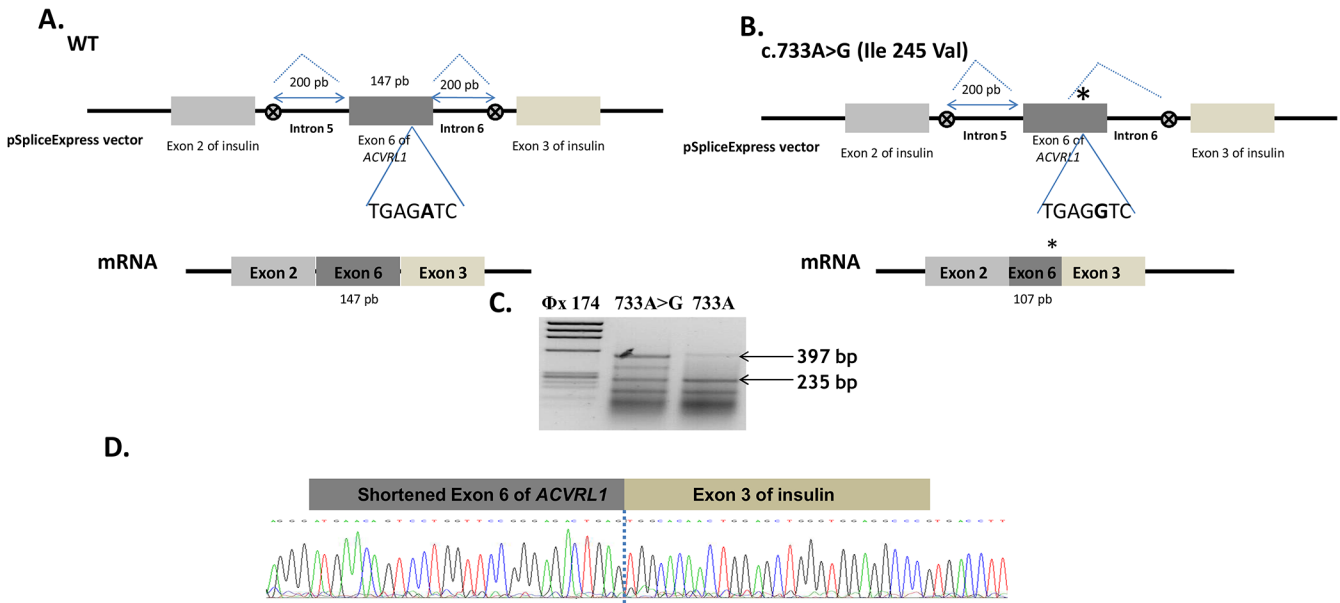 A.
WT
200 pb
147 pb
200 pb
Intron 5
Intron 6
pSpliceExpress vector
Exon 2 of insulin
Exon 6 of
ACVRL1
Exon 3 of insulin
TGAGATC
mRNA
Exon 2
Exon 6
Exon 3
147 pb
B.
c.733A>G (Ile 245 Val)
200 pb
*
Intron 5
Intron 6
pSpliceExpress vector
Exon 2 of insulin
Exon 6 of
ACVRL1
Exon 3 of insulin
TGAGGTC
*
mRNA
Exon 2
Exon 6
Exon 3
107 pb
C.
Φx 174 733A>G 733A
397 bp
235 bp
D.
Shortened Exon 6 of ACVRL1
Exon 3 of insulin
AGGGATGAACAGTCCTGGTTCCGGGAGACTGAGTGGCACAACTGGAGCTGGGTGGAGGCCCCGTGACCTT